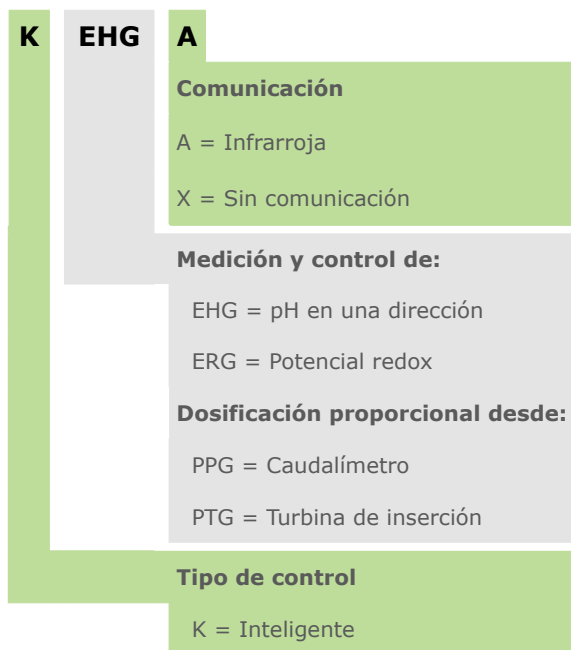 K EHG A
Comunicación
A = Infrarroja
X = Sin comunicación
Medición y control de:
EHG = pH en una dirección
ERG = Potencial redox
Dosificación proporcional desde:
PPG = Caudalímetro
PTG = Turbina de inserción
Tipo de control
K = Inteligente